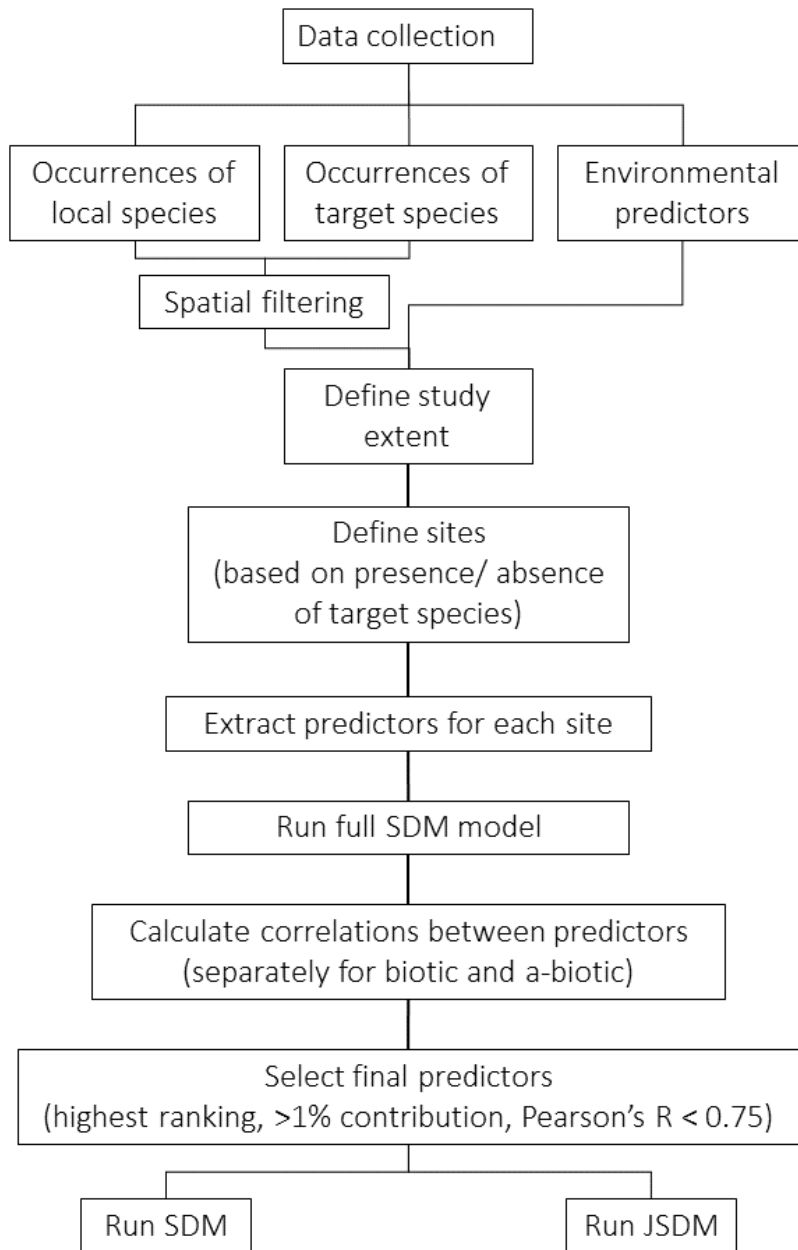 Data collection
Occurrences of
local species
Occurrences of
target species
Environmental
predictors
Spatial filtering
Define study
extent
Define sites
(based on presence/ absence
of target species)
Extract predictors for each site
Run full SDM model
Calculate correlations between predictors
(separately for biotic and a-biotic)
Select final predictors
(highest ranking, >1% contribution, Pearson’s R < 0.75)
Run SDM
Run JSDM